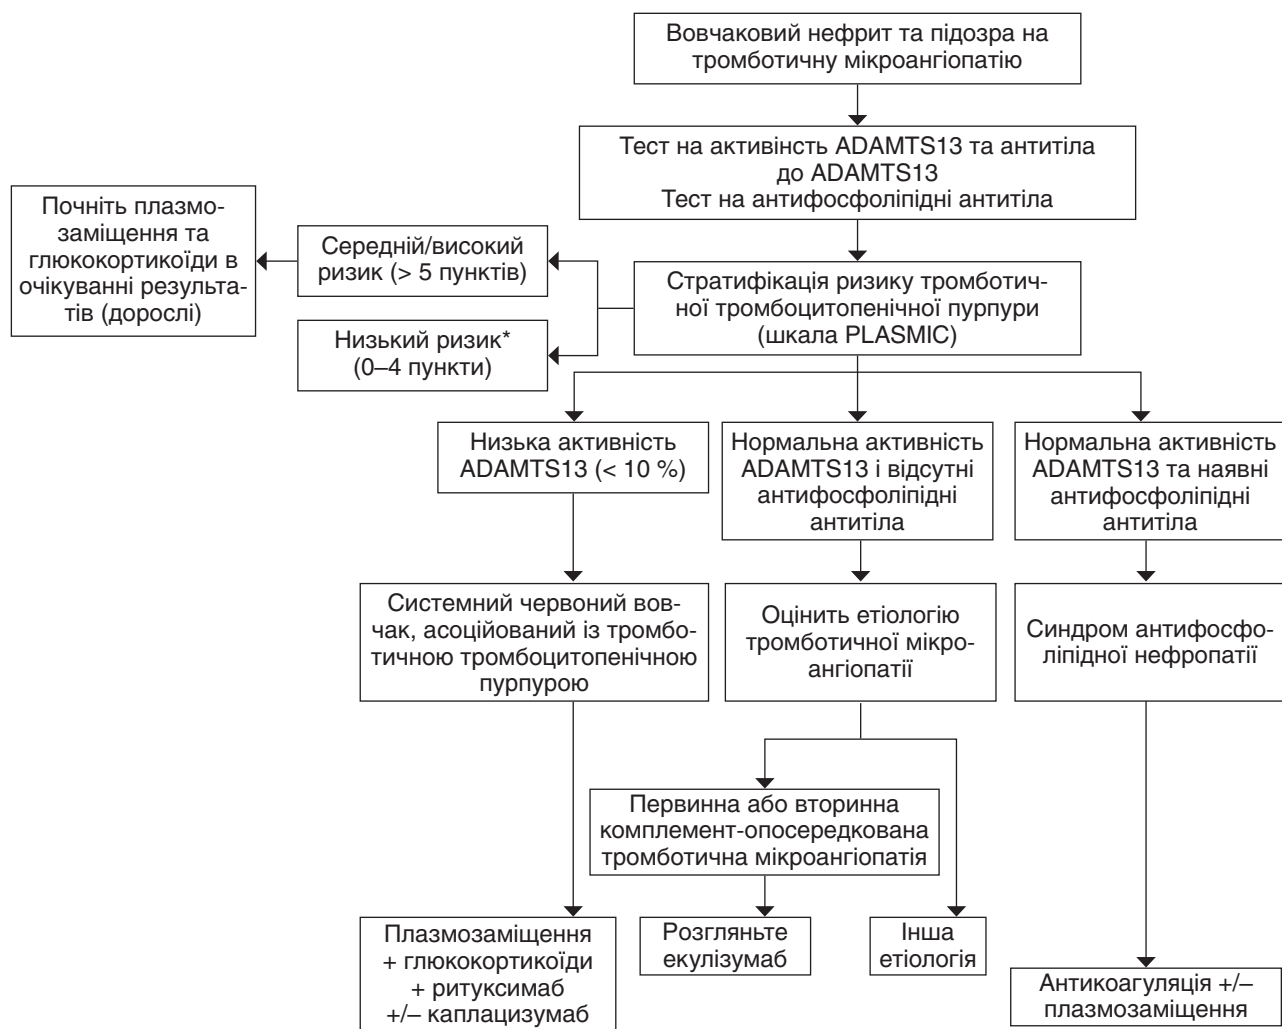 Вовчаковий нефрит та підозра на
тромботичну мікроангіопатію
Тест на активінсть ADAMTS13 та антитіла
до ADAMTS13
Тест на антифосфоліпідні антитіла
Почніть плазмо-
заміщення та
глюкокортикоїди в
очікуванні результа-
тів (дорослі)
Середній/високий
ризик (> 5 пунктів)
Низький ризик*
(0–4 пункти)
Стратифікація ризику тромботич-
ної тромбоцитопенічної пурпури
(шкала PLASMIC)
Низька активність
ADAMTS13 (< 10 %)
Нормальна активність
ADAMTS13 і відсутні
антифосфоліпідні
антитіла
Нормальна активність
ADAMTS13 та наявні
антифосфоліпідні
антитіла
Системний червоний вов-
чак, асоційований із тромбо-
тичною тромбоцитопенічною
пурпурою
Оцініть етіологію
тромботичної мікро-
ангіопатії
Синдром антифосфо-
ліпідної нефропатії
Первинна або вторинна
комплемент-опосередкована
тромботична мікроангіопатія
Плазмозаміщення
+ глюкокортикоїди
+ ритуксимаб
+/– каплацизумаб
Розгляньте
екулізумаб
Інша
етіологія
Антикоагуляція +/–
плазмозаміщення